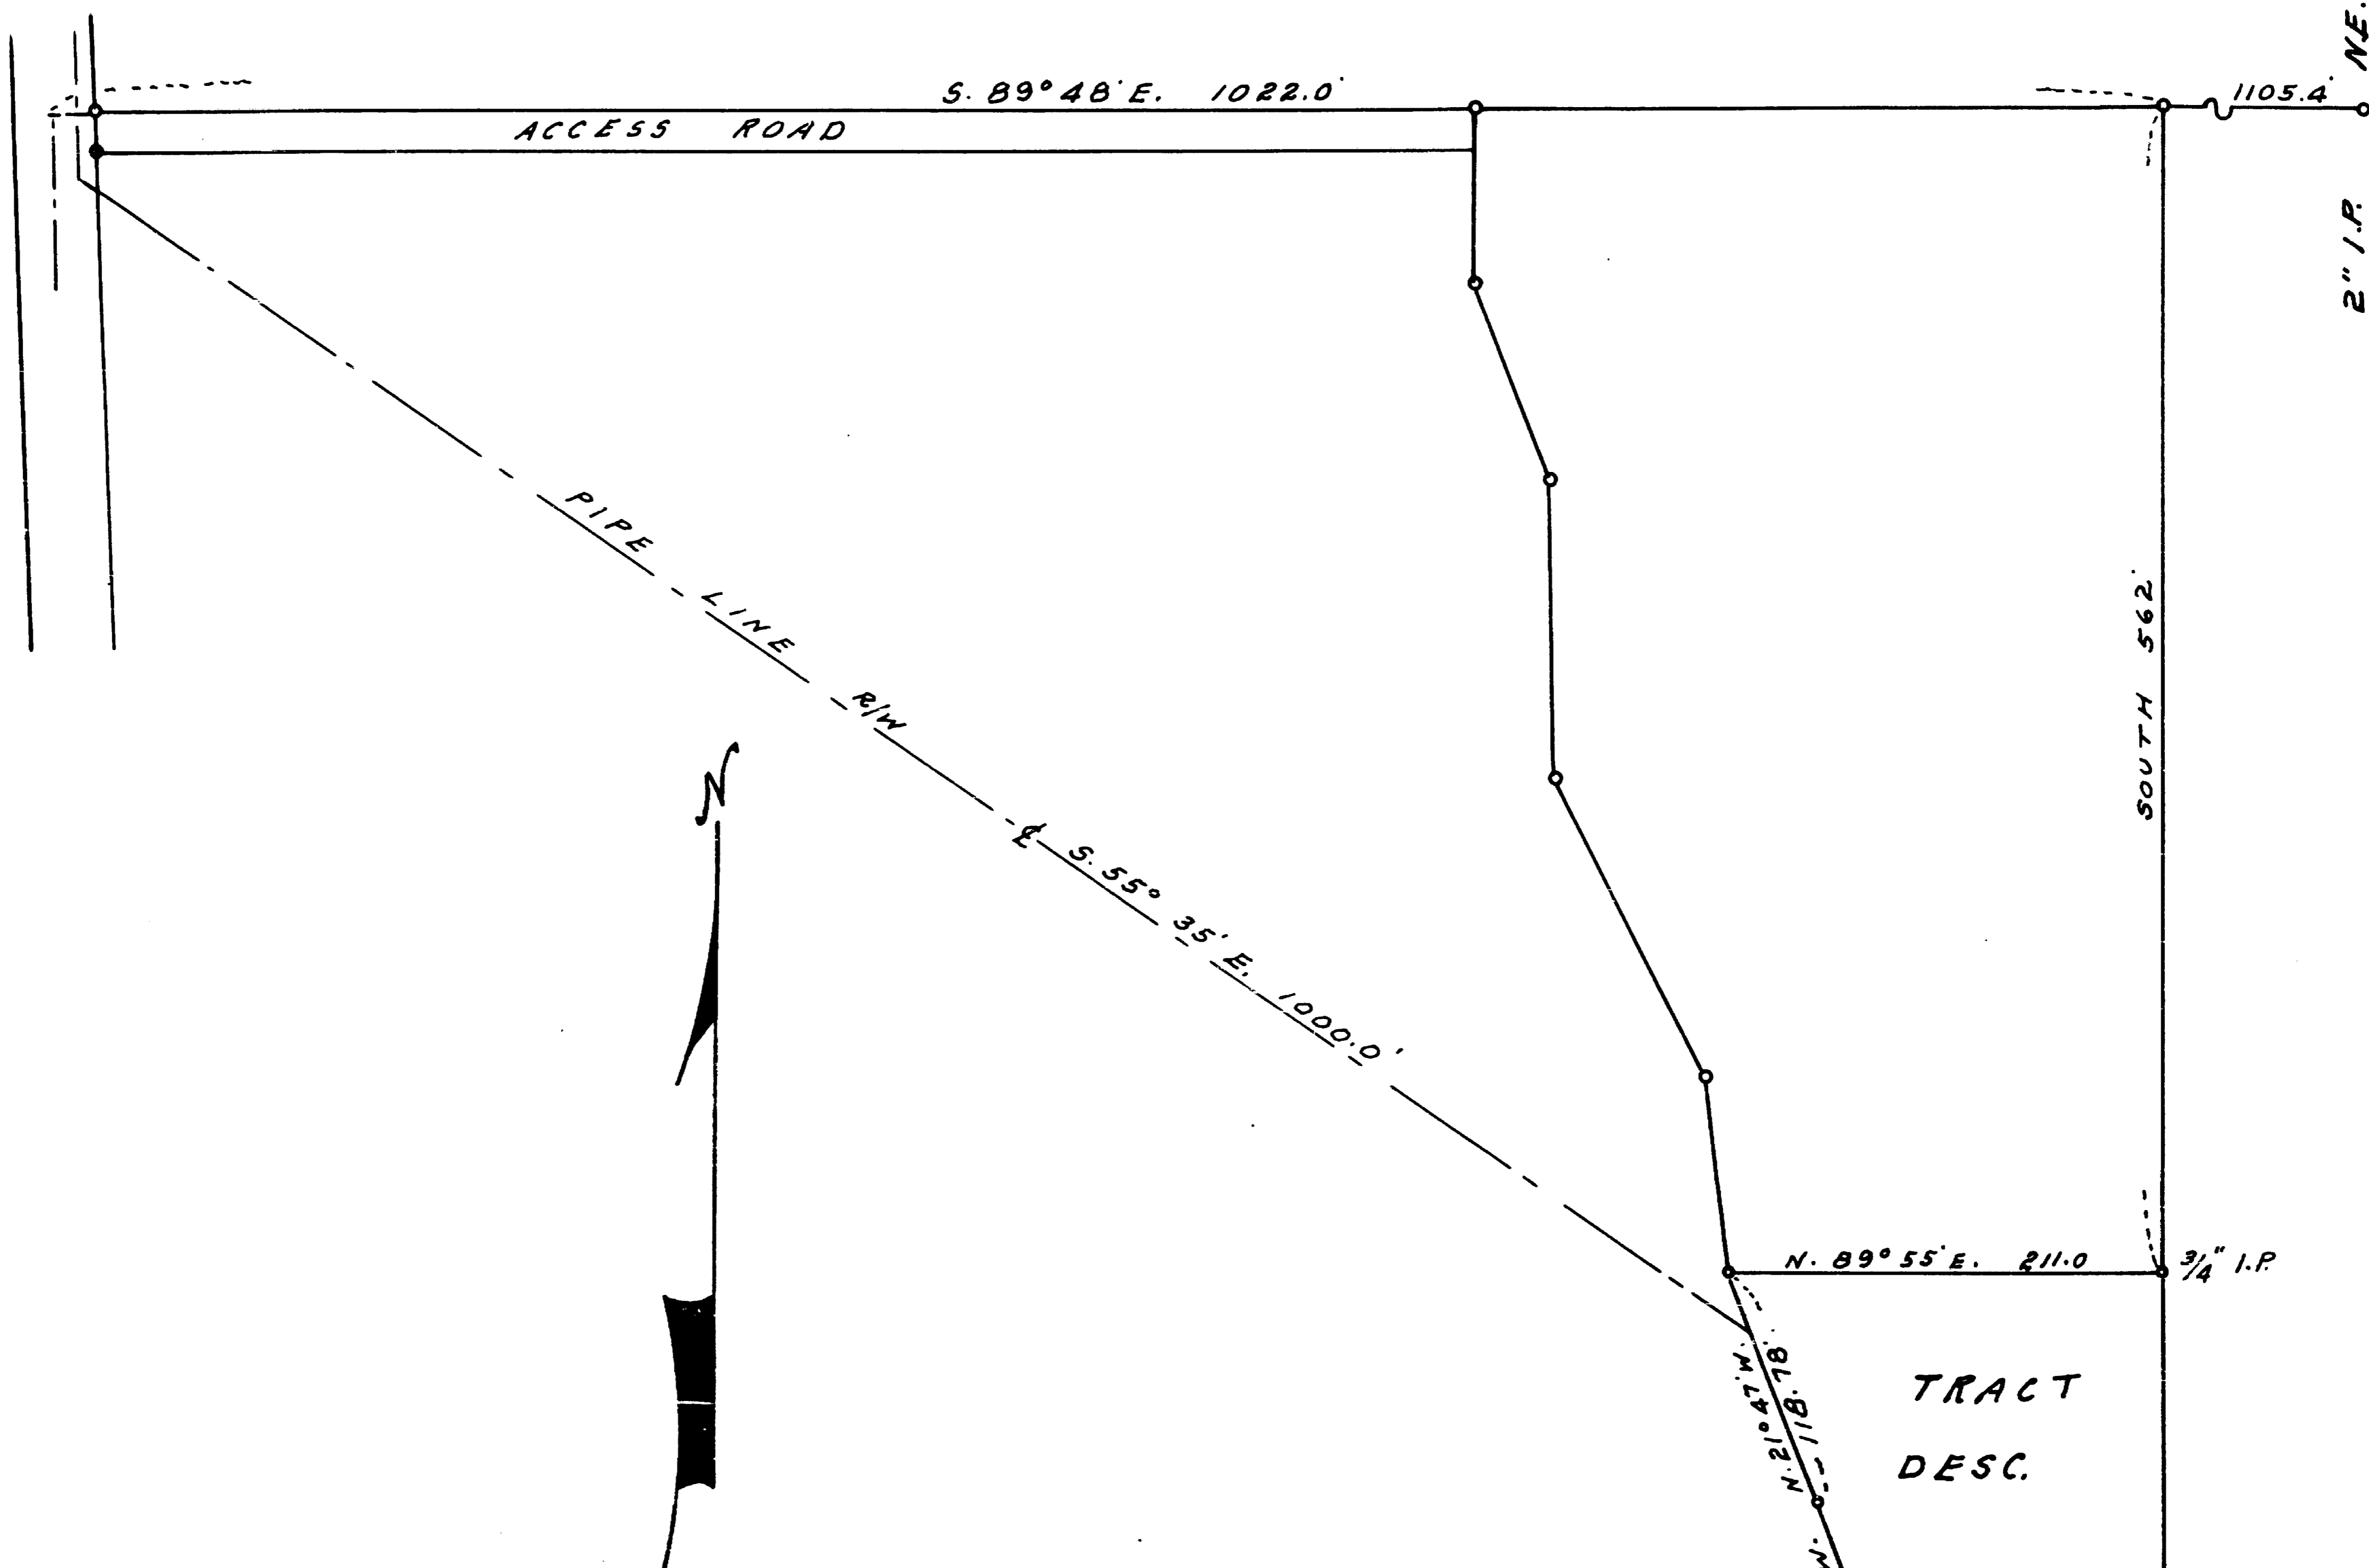 NE.
S. 89° 48' E. 1022.0'
1105.4'
ACCESS ROAD
2" I.P.
PIPE LINE R/W
℄ S. 55° 35' E. 1000.0'
SOUTH 562'
N
N. 89° 55' E. 211.0
3/4" I.P.
N. 21° 47' W.
118.78'
TRACT
DESC.
W.